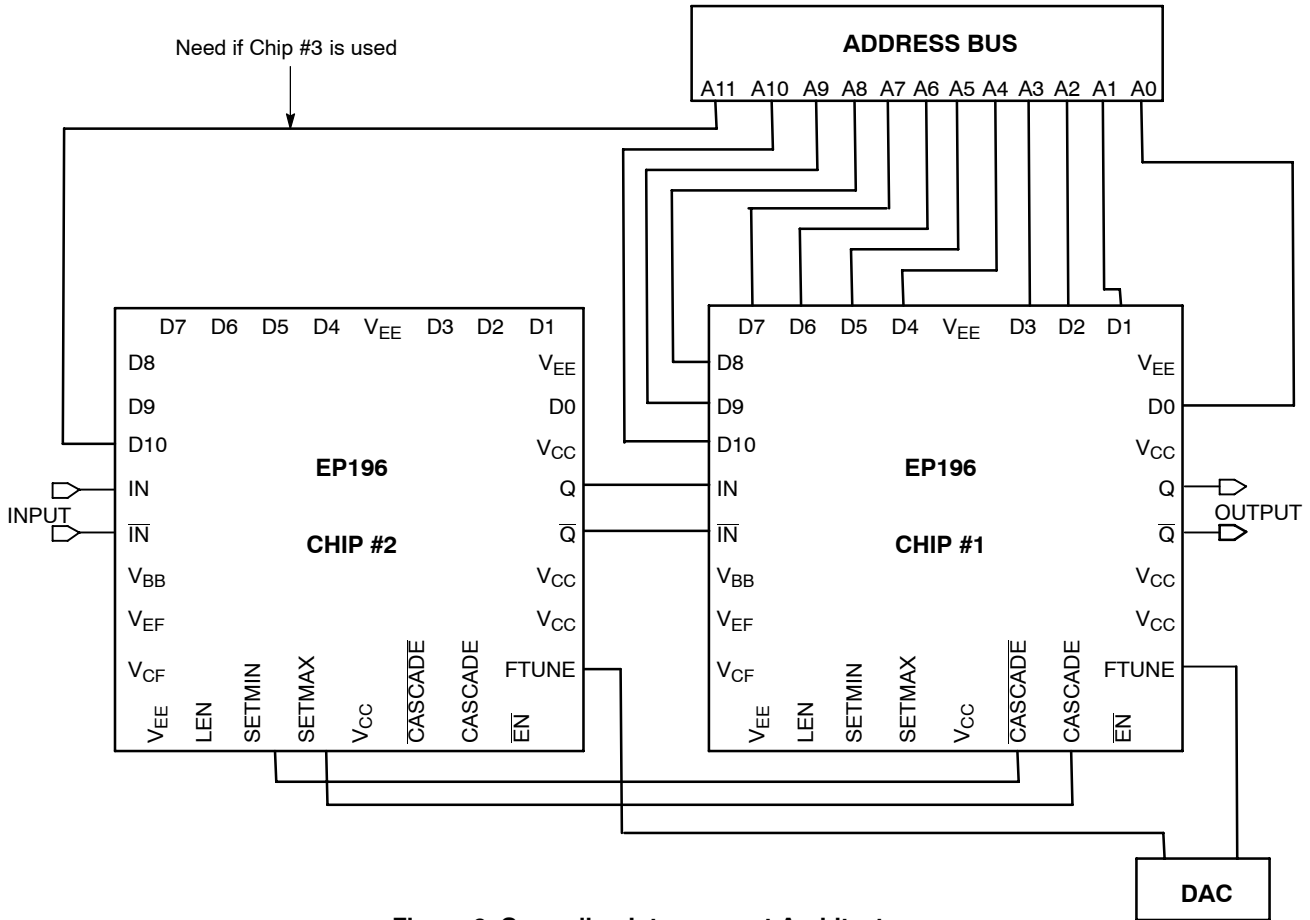 Need if Chip #3 is used
ADDRESS BUS
A11 A10 A9 A8 A7 A6 A5 A4 A3 A2 A1 A0
D7 D6 D5 D4 VEE D3 D2 D1
D8
D9
D10
IN
IN
VBB
VEF
VCF
VEE
D0
VCC
Q
Q
VCC
VCC
FTUNE
EP196
CHIP #2
VEE LEN SETMIN SETMAX VCC CASCADE CASCADE EN
INPUT
D7 D6 D5 D4 VEE D3 D2 D1
D8
D9
D10
IN
IN
VBB
VEF
VCF
VEE
D0
VCC
Q
Q
VCC
VCC
FTUNE
EP196
CHIP #1
VEE LEN SETMIN SETMAX VCC CASCADE CASCADE EN
OUTPUT
DAC